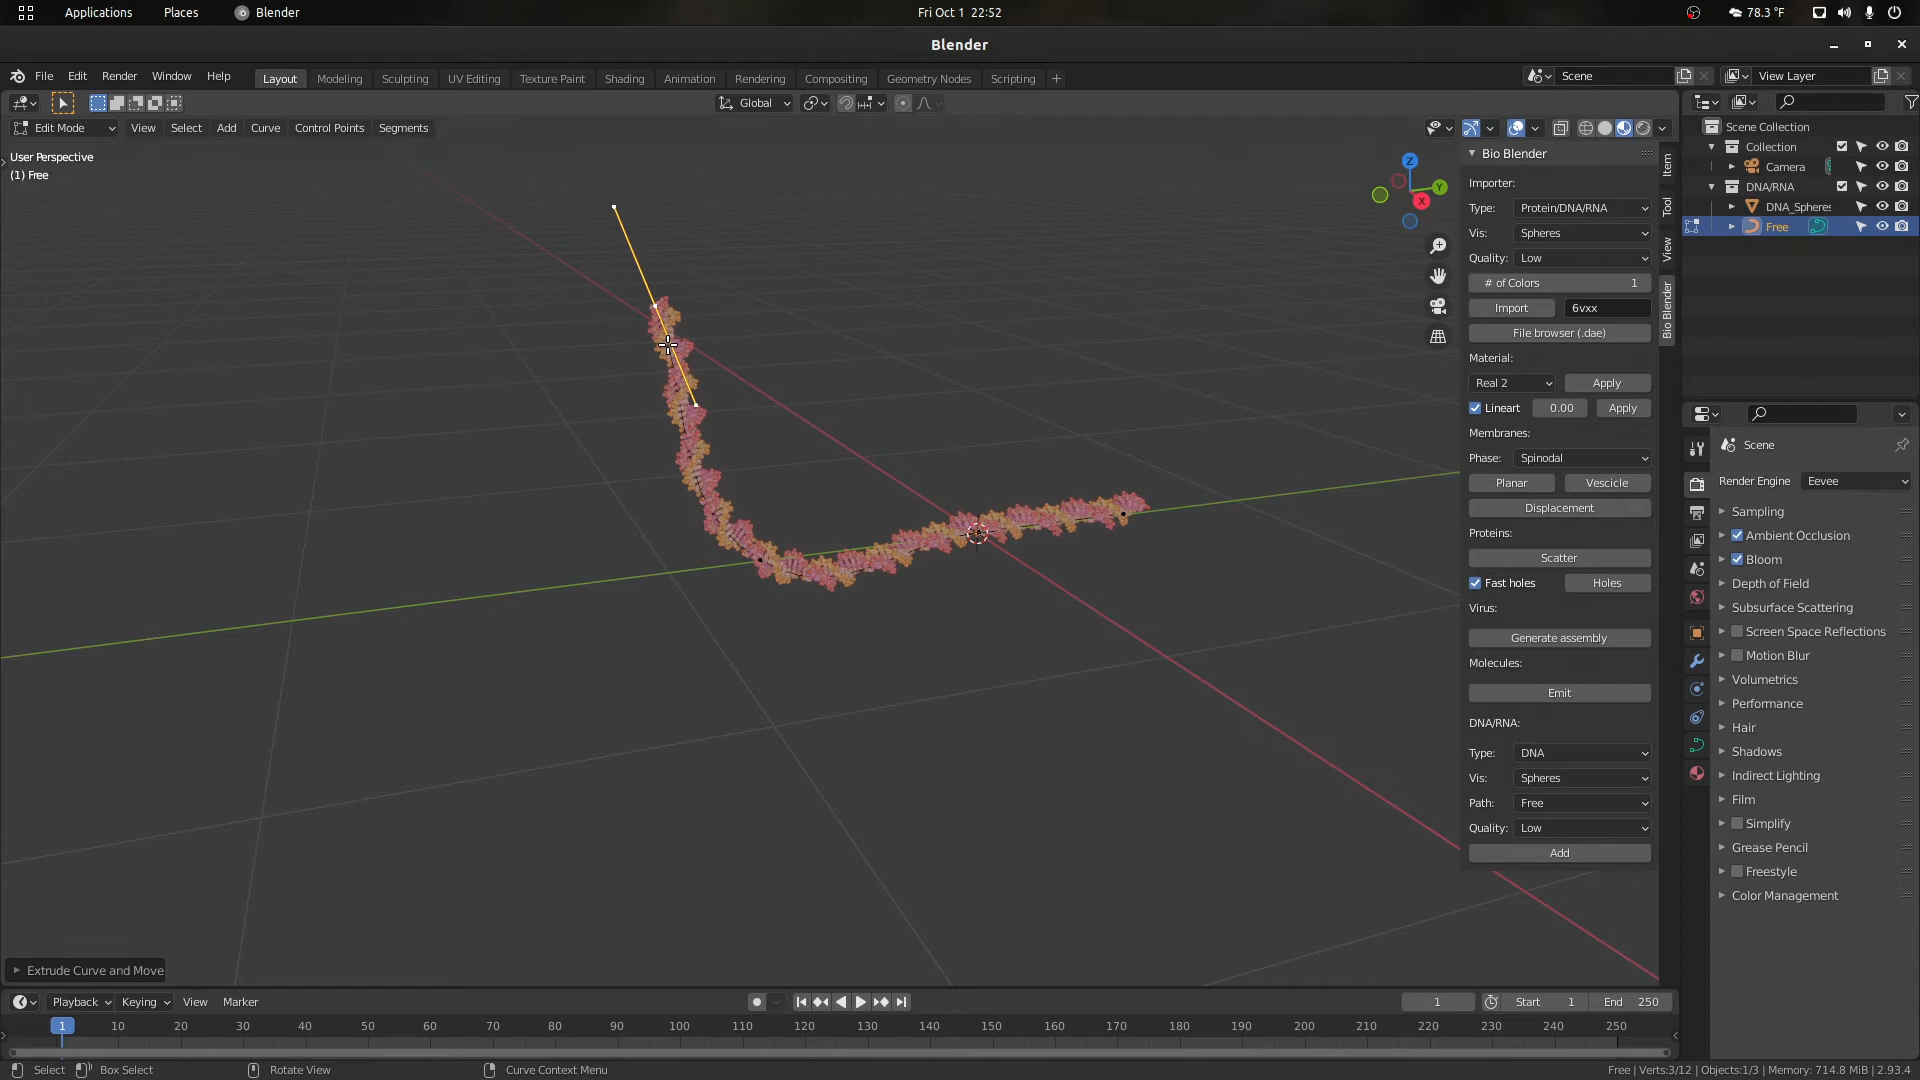 Applications Places Blender Fri Oct 1 22:52 78.3 °F
Blender
File Edit Render Window Help Layout Modeling Sculpting UV Editing Texture Paint Shading Animation Rendering Compositing Geometry Nodes Scripting + Scene View Layer
Global
Edit Mode View Select Add Curve Control Points Segments
User Perspective
(1) Free
Z
Y
X
Bio Blender
Importer:
Type: Protein/DNA/RNA
Vis: Spheres
Quality: Low
# of Colors 1
Import 6vxx
File browser (.dae)
Material:
Real 2 Apply
Lineart 0.00 Apply
Membranes:
Phase: Spinodal
Planar Vescicle
Displacement
Proteins:
Scatter
Fast holes Holes
Virus:
Generate assembly
Molecules:
Emit
DNA/RNA:
Type: DNA
Vis: Spheres
Path: Free
Quality: Low
Add
Item
Tool
View
Bio Blender
Scene Collection
Collection
Camera
DNA/RNA
DNA_Spheres
Free
Scene
Render Engine Eevee
Sampling
Ambient Occlusion
Bloom
Depth of Field
Subsurface Scattering
Screen Space Reflections
Motion Blur
Volumetrics
Performance
Hair
Shadows
Indirect Lighting
Film
Simplify
Grease Pencil
Freestyle
Color Management
Extrude Curve and Move
Playback Keying View Marker 1 Start 1 End 250
1 10 20 30 40 50 60 70 80 90 100 110 120 130 140 150 160 170 180 190 200 210 220 230 240 250
Select Box Select Rotate View Curve Context Menu Free | Verts:3/12 | Objects:1/3 | Memory: 714.8 MiB | 2.93.4